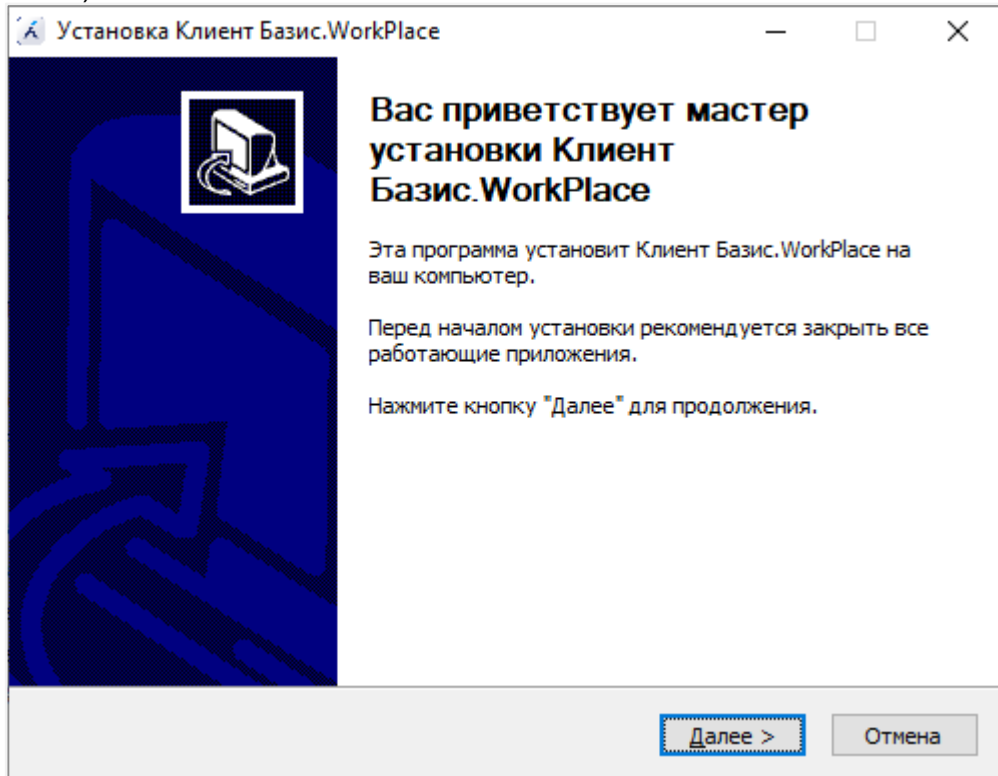 Установка Клиент Базис.WorkPlace
Вас приветствует мастер
установки Клиент
Базис.WorkPlace
Эта программа установит Клиент Базис.WorkPlace на
ваш компьютер.
Перед началом установки рекомендуется закрыть все
работающие приложения.
Нажмите кнопку "Далее" для продолжения.
Далее >
Отмена